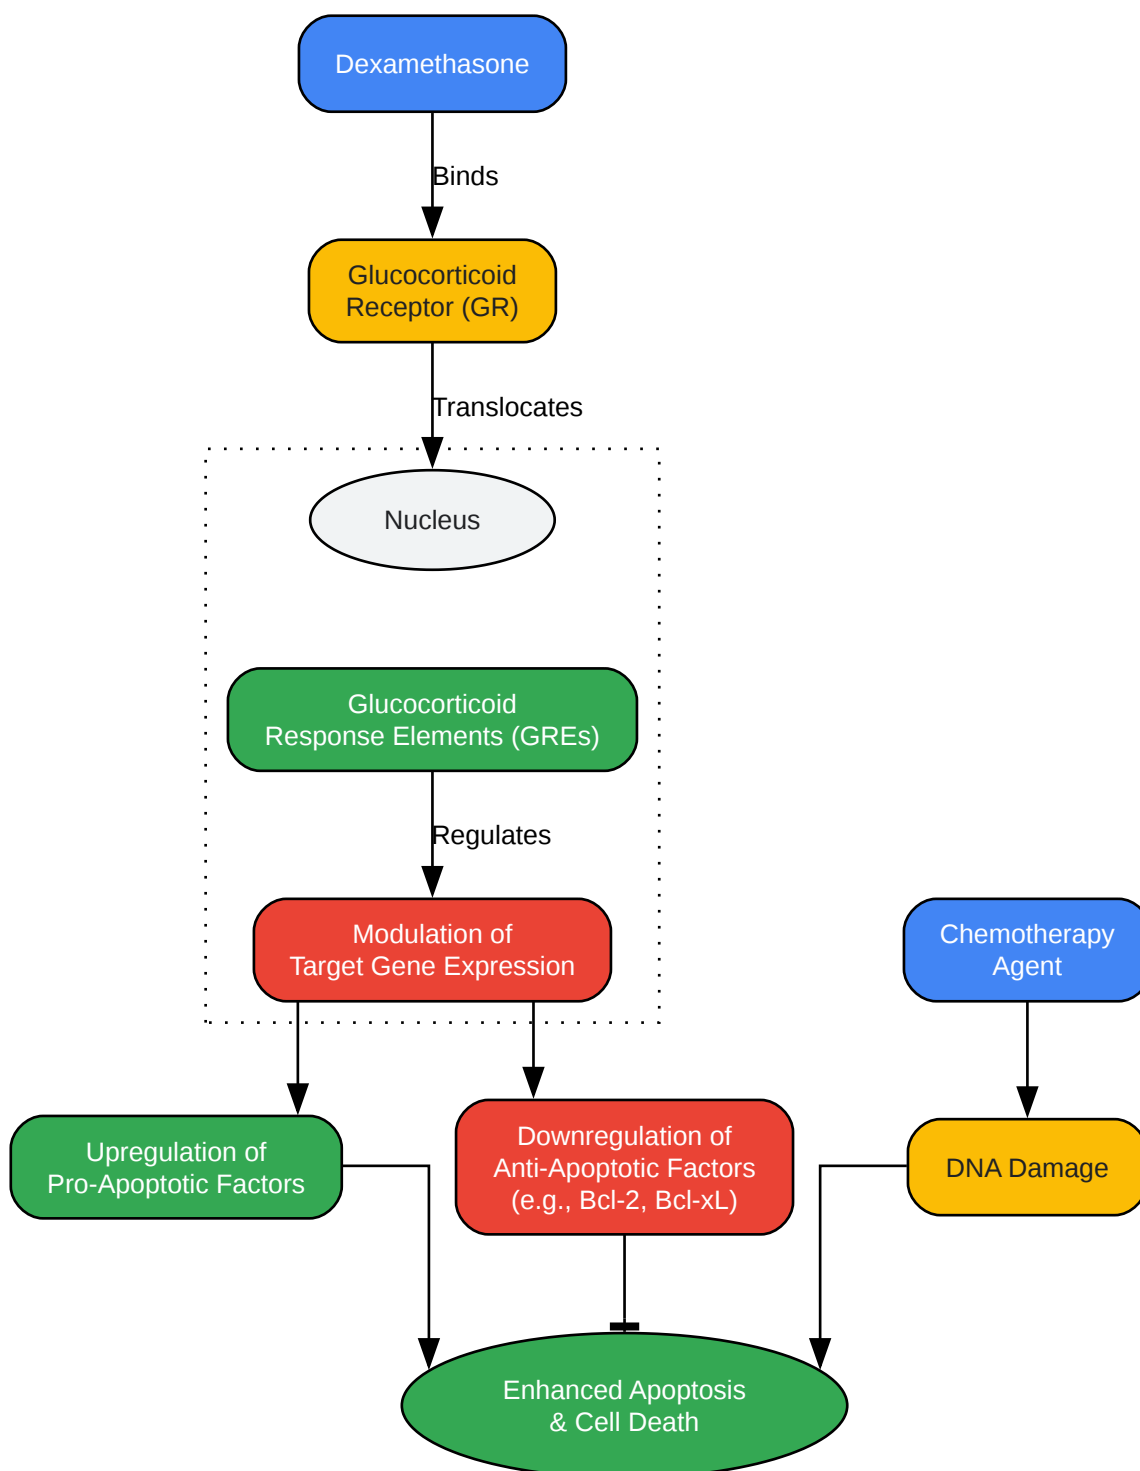 Dexamethasone
Binds
Glucocorticoid
Receptor (GR)
Translocates
Nucleus
Glucocorticoid
Response Elements (GREs)
Regulates
Modulation of
Target Gene Expression
Chemotherapy
Agent
Upregulation of
Pro-Apoptotic Factors
Downregulation of
Anti-Apoptotic Factors
(e.g., Bcl-2, Bcl-xL)
DNA Damage
Enhanced Apoptosis
& Cell Death